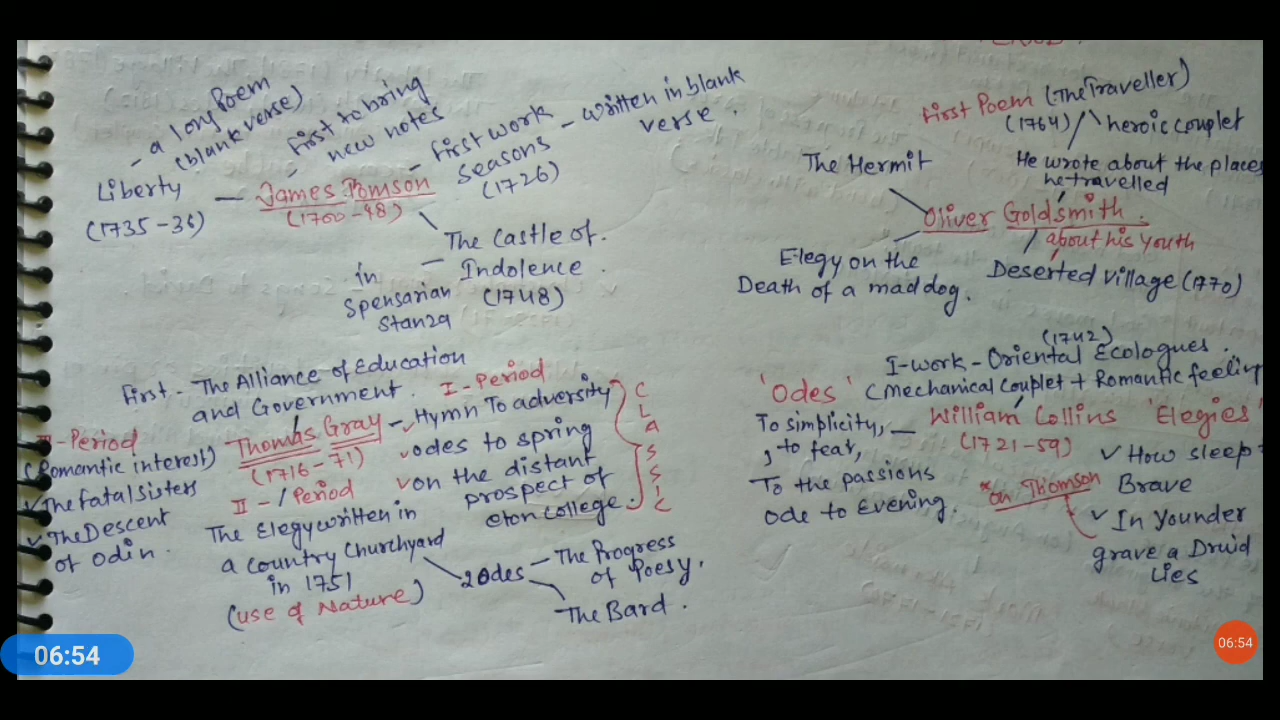 - a long Poem
(blank verse)
Liberty
(1735-36)
first to bring
new notes
James Pomson
(1700-48)
- first work
Seasons
(1726)
- written in blank
verse.
The Castle of
Indolence.
(1748)
in
Spensarian
Stanza
First Poem (The Traveller)
(1764)
heroic couplet
The Hermit
He wrote about the places
he travelled
Oliver Goldsmith.
about his Youth
Deserted village (1770)
Elegy on the
Death of a mad dog.
First - The Alliance of Education
and Government.
Thomas Gray
(1716-71)
I-Period
Hymn To adversity
odes to spring
on the distant
prospect of
eton college
CLASSIC
III-Period
(Romantic interest)
The fatal sisters
The Descent
of Odin.
II-Period
The Elegy written in
a country Churchyard
in 1751
(use of Nature)
2 Odes
The Progress
of Poesy.
The Bard.
(1742)
I-work - Oriental Ecologues.
(Mechanical Couplet + Romantic feeling
William Collins
(1721-59)
'Odes'
To simplicity,
, to fear,
To the passions
Ode to Evening.
'Elegies'
How sleep
Brave
*on Thomson
In Younder
grave a Druid
Lies
06:54
06:54